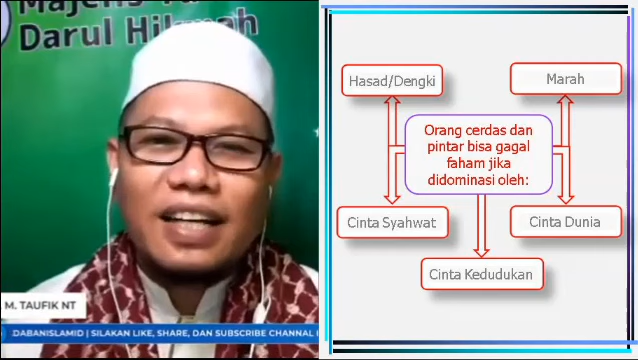 Darul Hikmah
M. TAUFIK NT
DABANISLAMID | SILAKAN LIKE, SHARE, DAN SUBSCRIBE CHANNAL
Hasad/Dengki
Marah
Orang cerdas dan
pintar bisa gagal
faham jika
didominasi oleh:
Cinta Syahwat
Cinta Dunia
Cinta Kedudukan